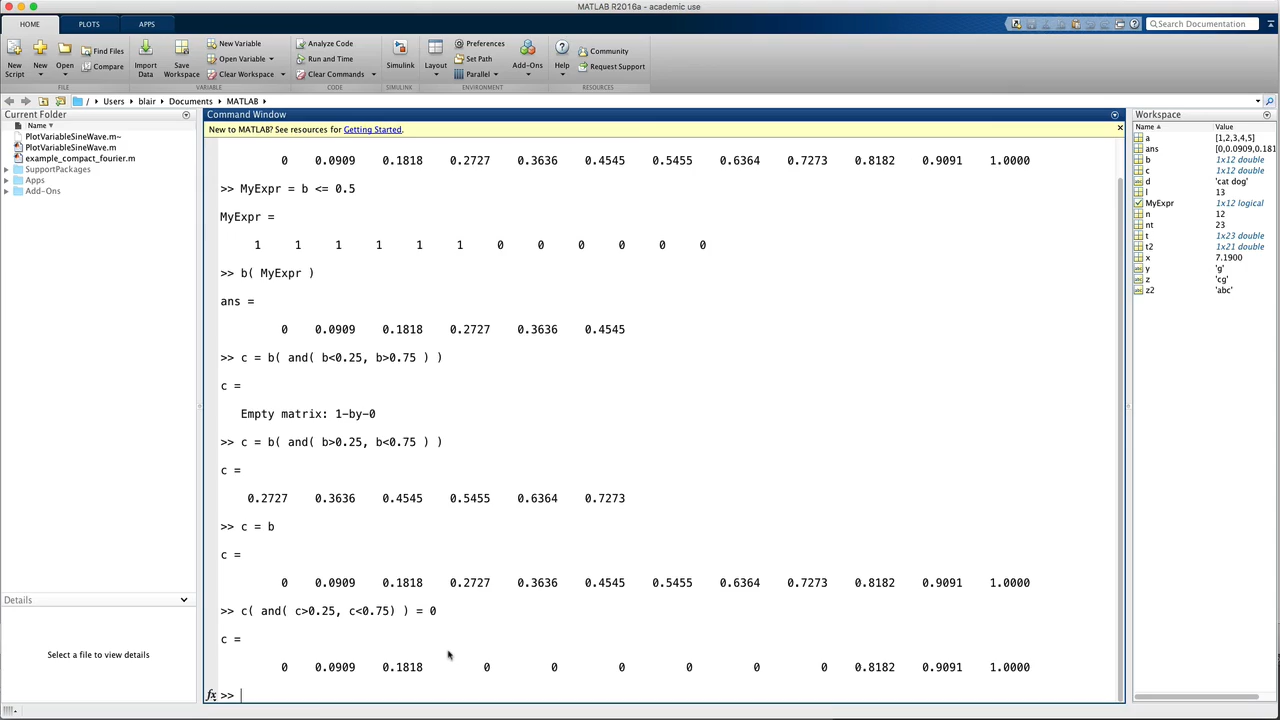 MATLAB R2016a - academic use
HOME PLOTS APPS
Search Documentation
New Script
New
Open
Find Files
Compare
FILE
Import Data
Save Workspace
New Variable
Open Variable
Clear Workspace
VARIABLE
Analyze Code
Run and Time
Clear Commands
CODE
Simulink
SIMULINK
Layout
Preferences
Set Path
Parallel
Add-Ons
ENVIRONMENT
Help
Community
Request Support
RESOURCES
/ Users blair Documents MATLAB
Current Folder
Name
PlotVariableSineWave.m~
PlotVariableSineWave.m
example_compact_fourier.m
SupportPackages
Apps
Add-Ons
Details
Select a file to view details
Command Window
New to MATLAB? See resources for Getting Started.
0 0.0909 0.1818 0.2727 0.3636 0.4545 0.5455 0.6364 0.7273 0.8182 0.9091 1.0000
>> MyExpr = b <= 0.5
MyExpr =
1 1 1 1 1 1 0 0 0 0 0 0
>> b( MyExpr )
ans =
0 0.0909 0.1818 0.2727 0.3636 0.4545
>> c = b( and( b<0.25, b>0.75 ) )
c =
Empty matrix: 1-by-0
>> c = b( and( b>0.25, b<0.75 ) )
c =
0.2727 0.3636 0.4545 0.5455 0.6364 0.7273
>> c = b
c =
0 0.0909 0.1818 0.2727 0.3636 0.4545 0.5455 0.6364 0.7273 0.8182 0.9091 1.0000
>> c( and( c>0.25, c<0.75) ) = 0
c =
0 0.0909 0.1818 0 0 0 0 0 0 0.8182 0.9091 1.0000
fx >>
Workspace
Name Value
a [1,2,3,4,5]
ans [0,0.0909,0.181
b 1x12 double
c 1x12 double
d 'cat dog'
l 13
MyExpr 1x12 logical
n 12
nt 23
t 1x23 double
t2 1x21 double
x 7.1900
y 'g'
z 'cg'
z2 'abc'